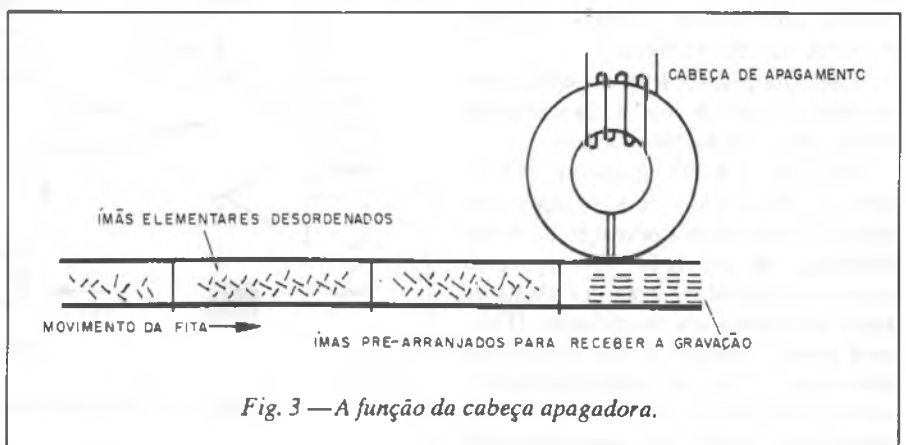 CABEÇA DE APAGAMENTO
ÍMÃS ELEMENTARES DESORDENADOS
MOVIMENTO DA FITA
ÍMAS PRE-ARRANJADOS PARA RECEBER A GRAVAÇÃO
Fig. 3 — A função da cabeça apagadora.